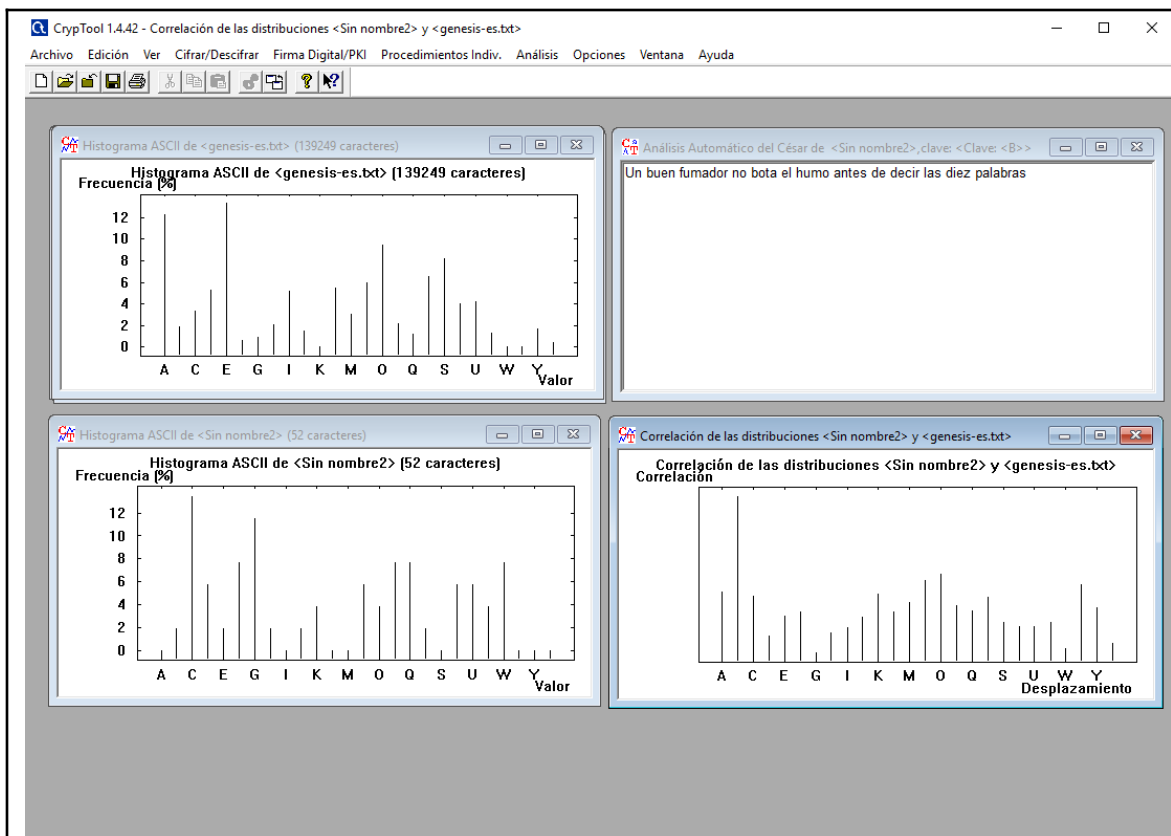 CrypTool 1.4.42 - Correlación de las distribuciones <Sin nombre2> y <genesis-es.txt>
Archivo Edición Ver Cifrar/Descifrar Firma Digital/PKI Procedimientos Indiv. Análisis Opciones Ventana Ayuda
Histograma ASCII de <genesis-es.txt> (139249 caracteres)
Histograma ASCII de <genesis-es.txt> (139249 caracteres)
Frecuencia (%)
12
10
8
6
4
2
0
A C E G I K M O Q S U W Y
Valor
Análisis Automático del César de <Sin nombre2>, clave: <Clave: <B>>
Un buen fumador no bota el humo antes de decir las diez palabras
Histograma ASCII de <Sin nombre2> (52 caracteres)
Histograma ASCII de <Sin nombre2> (52 caracteres)
Frecuencia (%)
12
10
8
6
4
2
0
A C E G I K M O Q S U W Y
Valor
Correlación de las distribuciones <Sin nombre2> y <genesis-es.txt>
Correlación de las distribuciones <Sin nombre2> y <genesis-es.txt>
Correlación
A C E G I K M O Q S U W Y
Desplazamiento